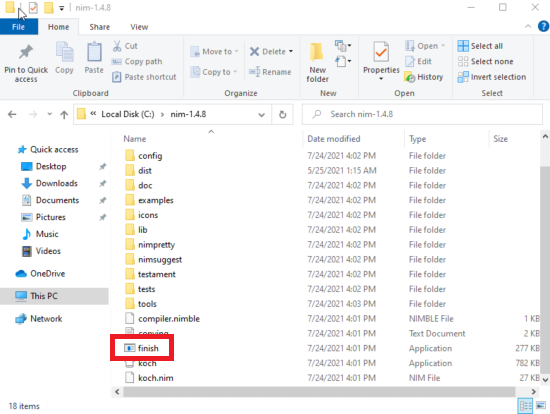 nim-1.4.8
File Home Share View
Pin to Quick access
Copy
Paste
Cut
Copy path
Paste shortcut
Clipboard
Move to
Copy to
Delete
Rename
Organize
New folder
New
Properties
Open
Edit
History
Open
Select all
Select none
Invert selection
Select
Local Disk (C:) nim-1.4.8
Search nim-1.4.8
Name Date modified Type Size
Quick access
Desktop
Downloads
Documents
Pictures
Music
Videos
OneDrive
This PC
Network
config 7/24/2021 4:02 PM File folder
dist 5/25/2021 1:15 AM File folder
doc 7/24/2021 4:02 PM File folder
examples 7/24/2021 4:02 PM File folder
icons 7/24/2021 4:02 PM File folder
lib 7/24/2021 4:02 PM File folder
nimpretty 7/24/2021 4:02 PM File folder
nimsuggest 7/24/2021 4:02 PM File folder
testament 7/24/2021 4:02 PM File folder
tests 7/24/2021 4:02 PM File folder
tools 7/24/2021 4:03 PM File folder
compiler.nimble 7/24/2021 4:01 PM NIMBLE File 1 KB
copying 7/24/2021 4:01 PM Text Document 2 KB
finish 7/24/2021 4:01 PM Application 277 KB
koch 7/24/2021 4:01 PM Application 782 KB
koch.nim 7/24/2021 4:01 PM NIM File 27 KB
18 items